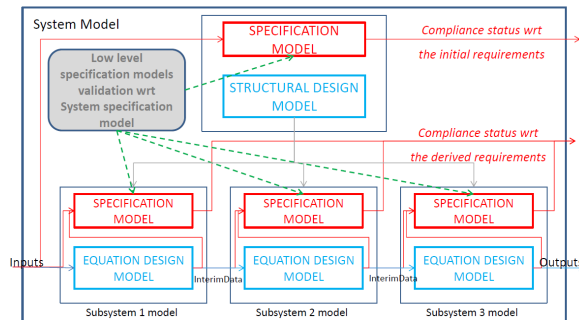 System Model
SPECIFICATION
MODEL
Compliance status wrt
the initial requirements
Low level
specification models
validation wrt
System specification
model
STRUCTURAL DESIGN
MODEL
Compliance status wrt
the derived requirements
SPECIFICATION
MODEL
SPECIFICATION
MODEL
SPECIFICATION
MODEL
Inputs
EQUATION DESIGN
MODEL
InterimData
EQUATION DESIGN
MODEL
InterimData
EQUATION DESIGN
MODEL
Outputs
Subsystem 1 model
Subsystem 2 model
Subsystem 3 model